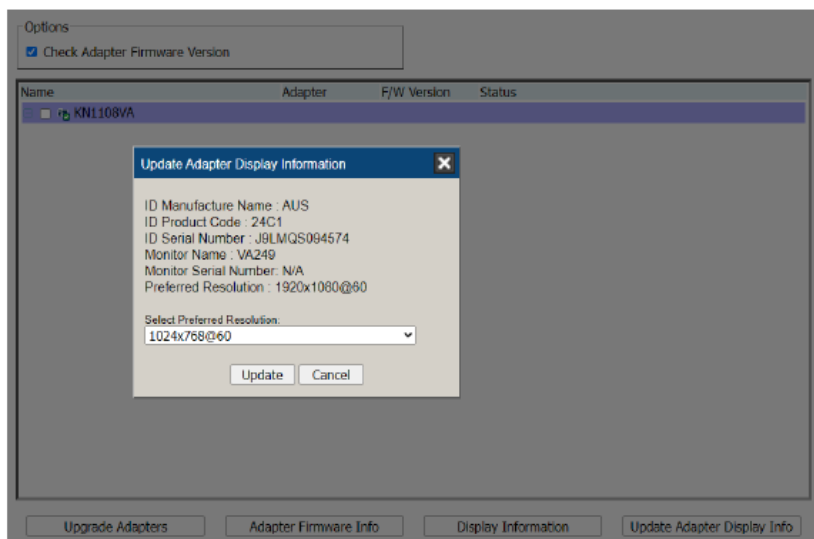 Options
Check Adapter Firmware Version
Name Adapter F/W Version Status
KN1108VA
Update Adapter Display Information
ID Manufacture Name : AUS
ID Product Code : 24C1
ID Serial Number : J9LMQS094574
Monitor Name : VA249
Monitor Serial Number: N/A
Preferred Resolution : 1920x1080@60
Select Preferred Resolution:
1024x768@60
Update Cancel
Upgrade Adapters Adapter Firmware Info Display Information Update Adapter Display Info